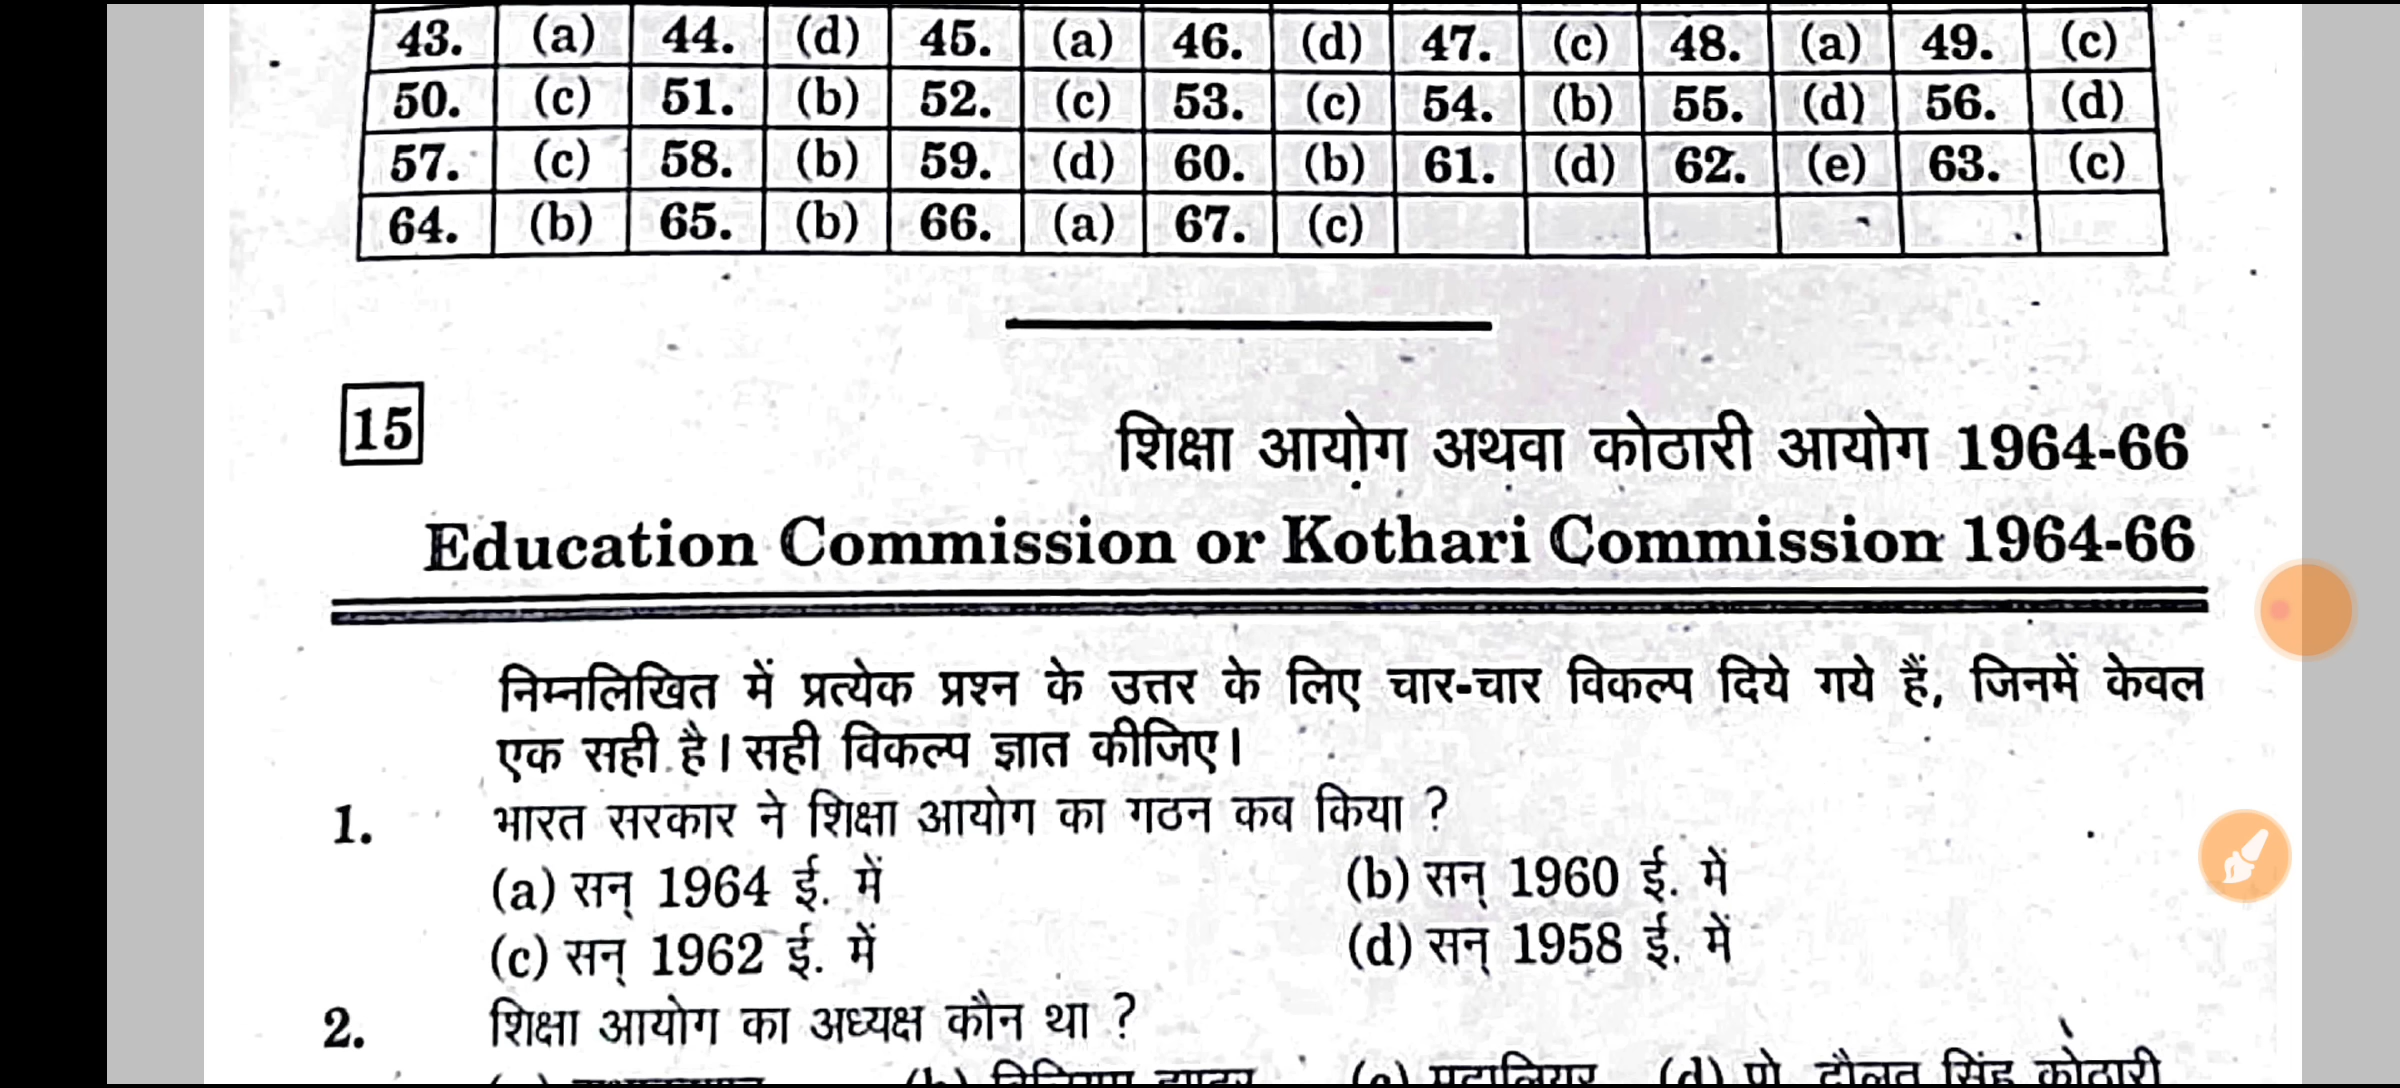 43. (a) 44. (d) 45. (a) 46. (d) 47. (c) 48. (a) 49. (c)
50. (c) 51. (b) 52. (c) 53. (c) 54. (b) 55. (d) 56. (d)
57. (c) 58. (b) 59. (d) 60. (b) 61. (d) 62. (e) 63. (c)
64. (b) 65. (b) 66. (a) 67. (c)
15
शिक्षा आयोग अथवा कोठारी आयोग 1964-66
Education Commission or Kothari Commission 1964-66
निम्नलिखित में प्रत्येक प्रश्न के उत्तर के लिए चार-चार विकल्प दिये गये हैं, जिनमें केवल
एक सही है। सही विकल्प ज्ञात कीजिए।
1. भारत सरकार ने शिक्षा आयोग का गठन कब किया ?
(a) सन् 1964 ई. में (b) सन् 1960 ई. में
(c) सन् 1962 ई. में (d) सन् 1958 ई. में
2. शिक्षा आयोग का अध्यक्ष कौन था ?
(d) प्रो. दौलत सिंह कोठारी